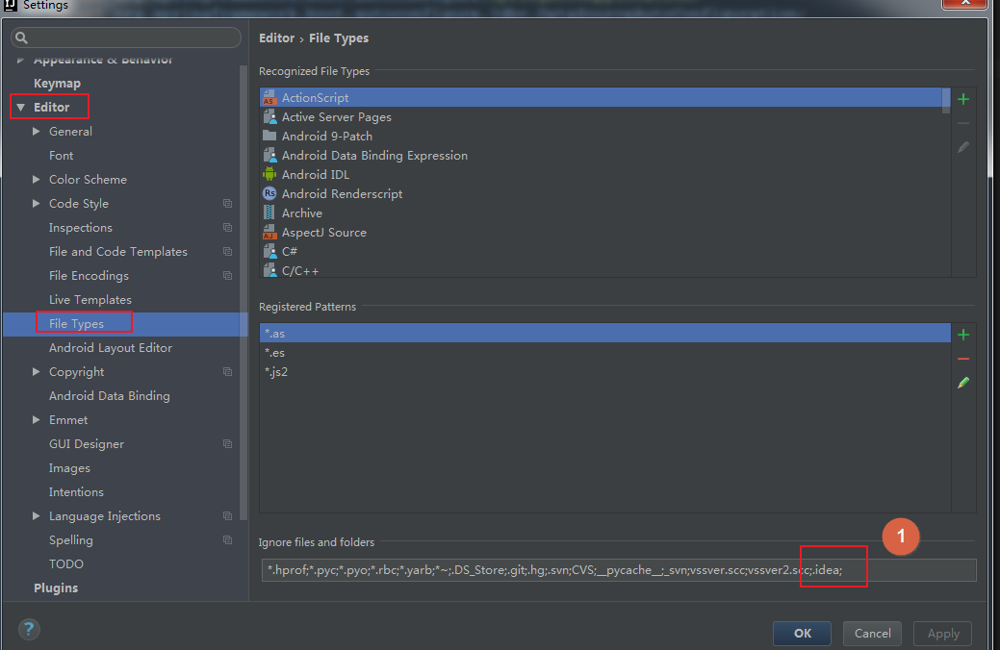 Settings
Appearance & Behavior
Keymap
Editor
General
Font
Color Scheme
Code Style
Inspections
File and Code Templates
File Encodings
Live Templates
File Types
Android Layout Editor
Copyright
Android Data Binding
Emmet
GUI Designer
Images
Intentions
Language Injections
Spelling
TODO
Plugins
Editor › File Types
Recognized File Types
ActionScript
Active Server Pages
Android 9-Patch
Android Data Binding Expression
Android IDL
Android Renderscript
Archive
AspectJ Source
C#
C/C++
Registered Patterns
*.as
*.es
*.js2
Ignore files and folders
1
*.hprof;*.pyc;*.pyo;*.rbc;*.yarb;*~;.DS_Store;.git;.hg;.svn;CVS;__pycache__;_svn;vssver.scc;vssver2.scc;.idea;
?
OK
Cancel
Apply